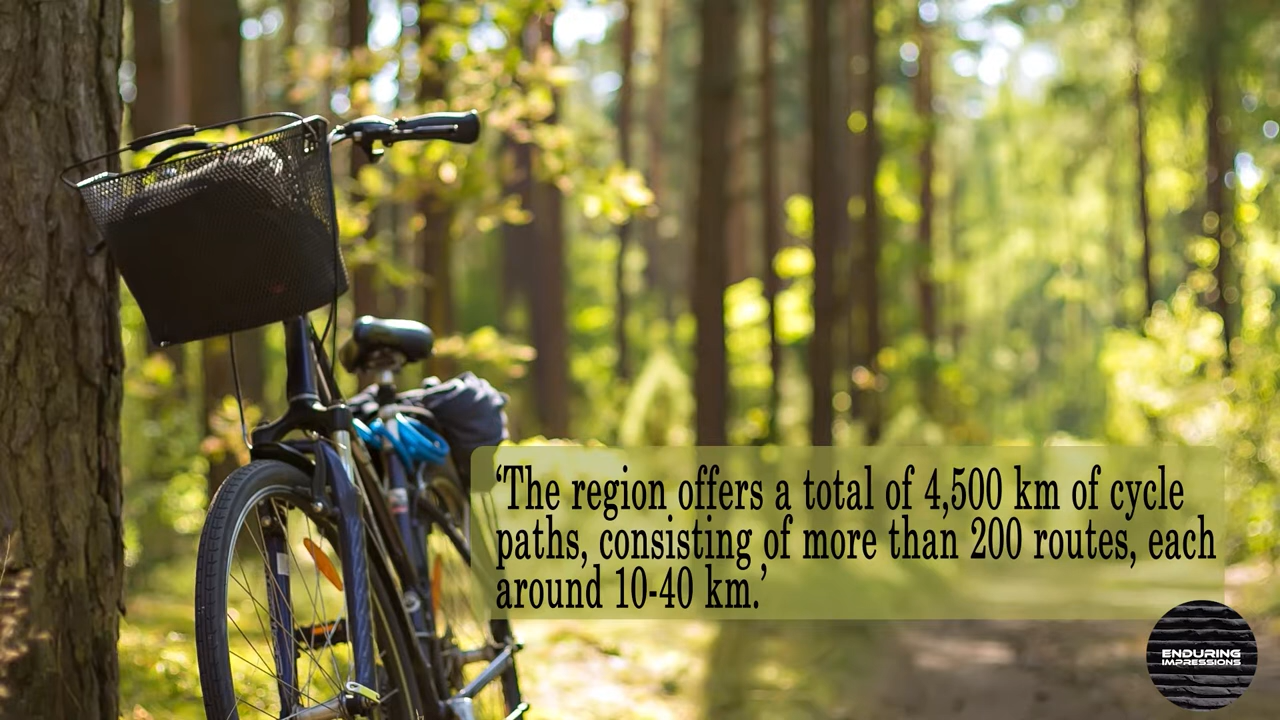 ‘The region offers a total of 4,500 km of cycle
paths, consisting of more than 200 routes, each
around 10-40 km.’
ENDURING
IMPRESSIONS